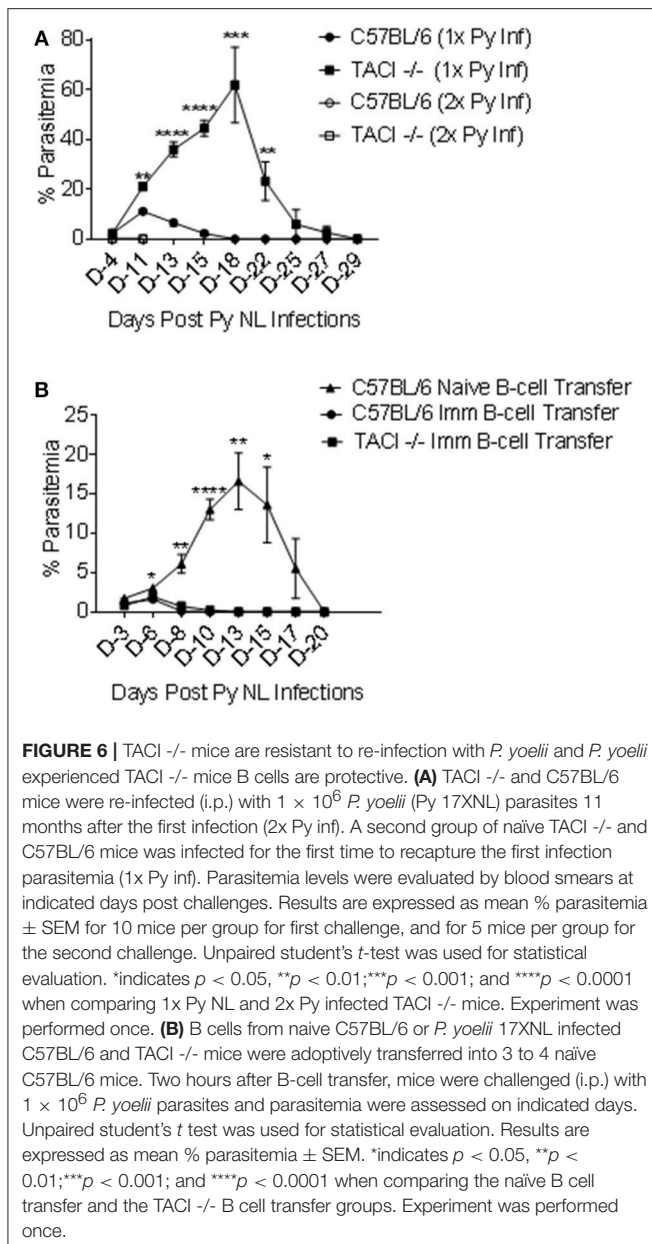 A
80
60
40
20
0
% Parasitemia
**
****
****
***
**
C57BL/6 (1x Py Inf)
TACI -/- (1x Py Inf)
C57BL/6 (2x Py Inf)
TACI -/- (2x Py Inf)
D-4
D-11
D-13
D-15
D-18
D-22
D-25
D-27
D-29
Days Post Py NL Infections
B
25
20
15
10
5
0
% Parasitemia
*
**
****
**
*
C57BL/6 Naive B-cell Transfer
C57BL/6 Imm B-cell Transfer
TACI -/- Imm B-cell Transfer
D-3
D-6
D-8
D-10
D-13
D-15
D-17
D-20
Days Post Py NL Infections
FIGURE 6 | TACI -/- mice are resistant to re-infection with P. yoelii and P. yoelii
experienced TACI -/- mice B cells are protective. (A) TACI -/- and C57BL/6
mice were re-infected (i.p.) with 1 × 10⁶ P. yoelii (Py 17XNL) parasites 11
months after the first infection (2x Py inf). A second group of naïve TACI -/- and
C57BL/6 mice was infected for the first time to recapture the first infection
parasitemia (1x Py inf). Parasitemia levels were evaluated by blood smears at
indicated days post challenges. Results are expressed as mean % parasitemia
± SEM for 10 mice per group for first challenge, and for 5 mice per group for
the second challenge. Unpaired student's t-test was used for statistical
evaluation. *indicates p < 0.05, **p < 0.01;***p < 0.001; and ****p < 0.0001
when comparing 1x Py NL and 2x Py infected TACI -/- mice. Experiment was
performed once. (B) B cells from naive C57BL/6 or P. yoelii 17XNL infected
C57BL/6 and TACI -/- mice were adoptively transferred into 3 to 4 naïve
C57BL/6 mice. Two hours after B-cell transfer, mice were challenged (i.p.) with
1 × 10⁶ P. yoelii parasites and parasitemia were assessed on indicated days.
Unpaired student's t test was used for statistical evaluation. Results are
expressed as mean % parasitemia ± SEM. *indicates p < 0.05, **p <
0.01;***p < 0.001; and ****p < 0.0001 when comparing the naïve B cell
transfer and the TACI -/- B cell transfer groups. Experiment was performed
once.